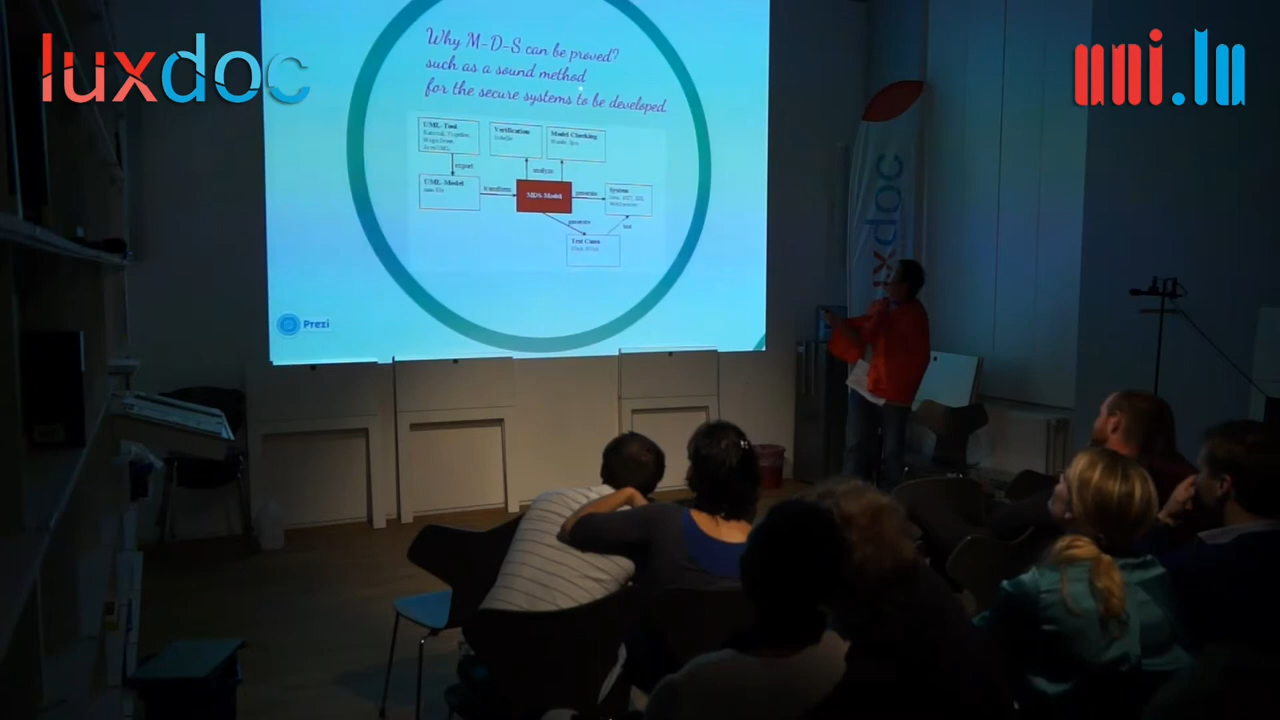 luxdoc
uni.lu
Why M-D-S can be proved?
such as a sound method
for the secure systems to be developed.
UML-Tool
Verification
Model Checking
export
analyze
UML-Model
transform
MDS Model
generate
System
generate
test
Test Cases
Prezi
luxdoc